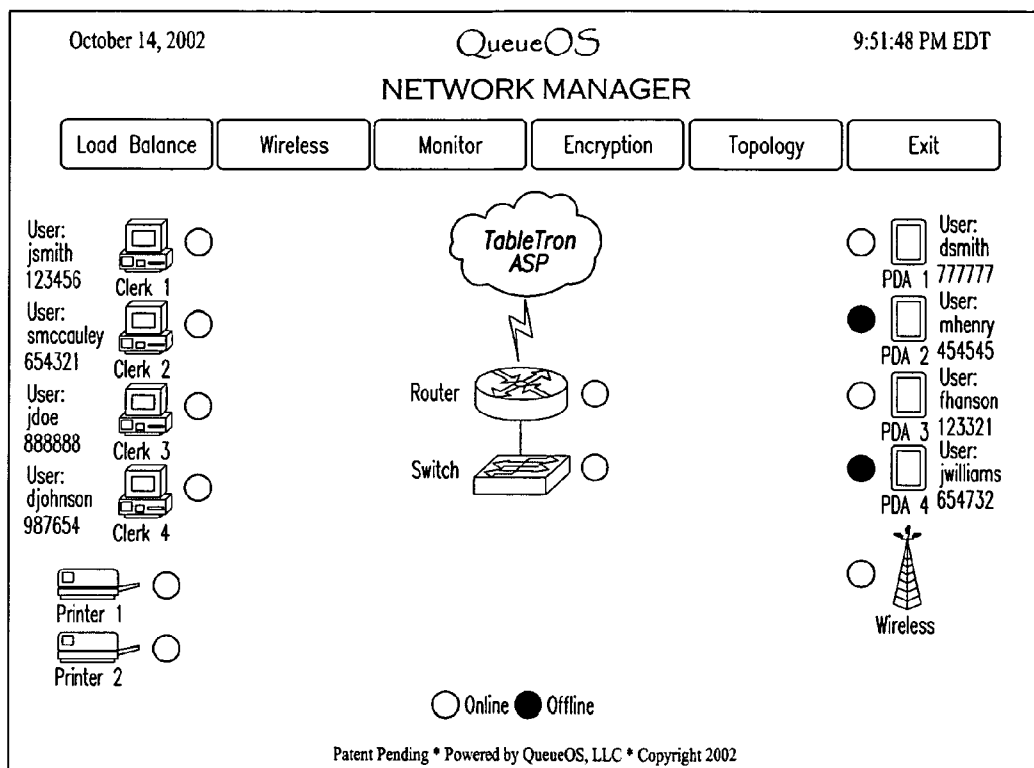 October 14, 2002
QueueOS
9:51:48 PM EDT
NETWORK MANAGER
Load Balance
Wireless
Monitor
Encryption
Topology
Exit
User:
jsmith
123456
Clerk 1
User:
smccauley
654321
Clerk 2
User:
jdoe
888888
Clerk 3
User:
djohnson
987654
Clerk 4
Printer 1
Printer 2
TableTron
ASP
Router
Switch
User:
dsmith
PDA 1 777777
User:
mhenry
PDA 2 454545
User:
fhanson
PDA 3 123321
User:
jwilliams
PDA 4 654732
Wireless
Online Offline
Patent Pending * Powered by QueueOS, LLC * Copyright 2002